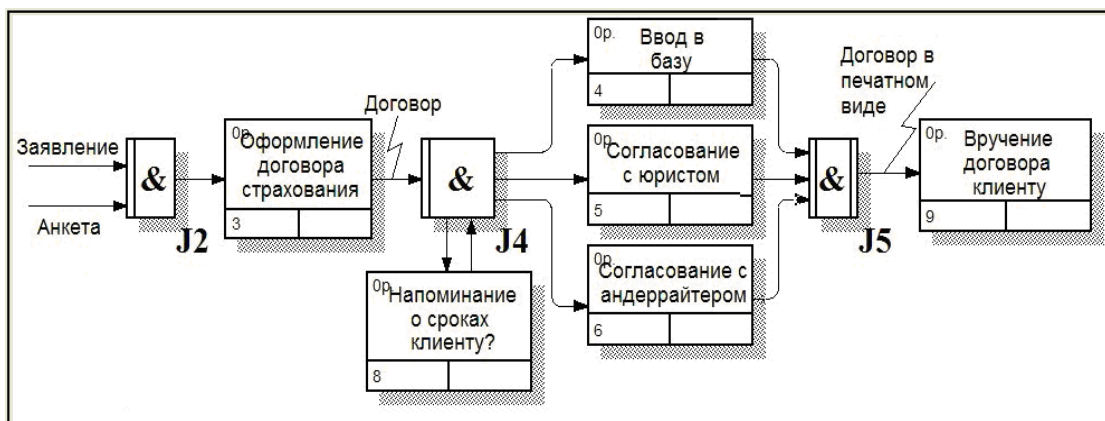 Заявление
Анкета
&
J2
0р.
Оформление
договора
страхования
3
Договор
&
J4
0р.
Напоминание
о сроках
клиенту?
8
0р.
Ввод в
базу
4
0р.
Согласование
с юристом
5
0р.
Согласование с
андеррайтером
6
&
J5
Договор в
печатном
виде
0р.
Вручение
договора
клиенту
9